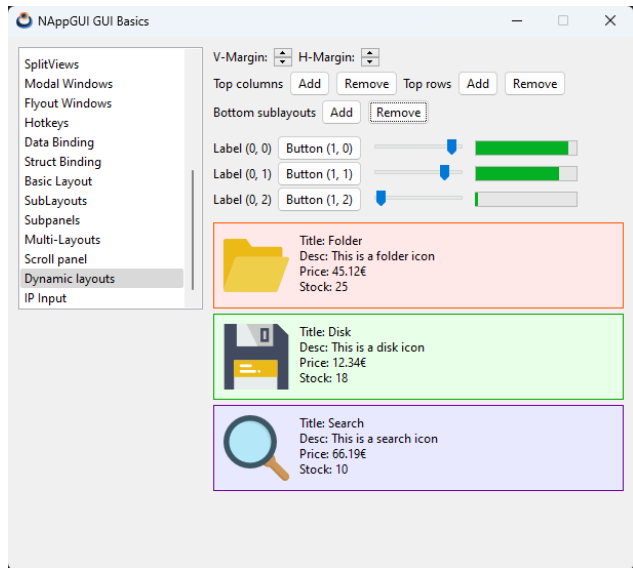 NAppGUI GUI Basics
SplitViews
Modal Windows
Flyout Windows
Hotkeys
Data Binding
Struct Binding
Basic Layout
SubLayouts
Subpanels
Multi-Layouts
Scroll panel
Dynamic layouts
IP Input
V-Margin: H-Margin:
Top columns Add Remove Top rows Add Remove
Bottom sublayouts Add Remove
Label (0, 0) Button (1, 0)
Label (0, 1) Button (1, 1)
Label (0, 2) Button (1, 2)
Title: Folder
Desc: This is a folder icon
Price: 45.12€
Stock: 25
Title: Disk
Desc: This is a disk icon
Price: 12.34€
Stock: 18
Title: Search
Desc: This is a search icon
Price: 66.19€
Stock: 10